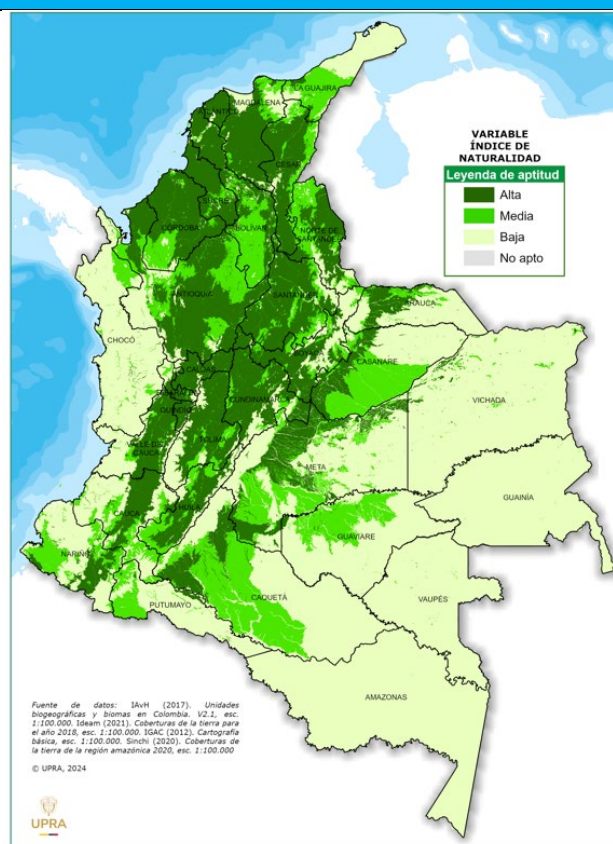 VARIABLE
ÍNDICE DE
NATURALIDAD
Leyenda de aptitud
Alta
Media
Baja
No apto
LA GUAJIRA
MAGDALENA
ATLÁNTICO
CESAR
SUCRE
CÓRDOBA
BOLÍVAR
NORTE DE
SANTANDER
ANTIOQUIA
SANTANDER
ARAUCA
CHOCÓ
BOYACÁ
CASANARE
CALDAS
VICHADA
RISARALDA
CUNDINAMARCA
QUINDÍO
TOLIMA
VALLE DEL
CAUCA
META
GUAINÍA
CAUCA
HUILA
GUAVIARE
NARIÑO
VAUPÉS
CAQUETÁ
PUTUMAYO
AMAZONAS
Fuente de datos: IAvH (2017). Unidades
biogeográficas y biomas en Colombia. V2.1, esc.
1:100.000. Ideam (2021). Coberturas de la tierra para
el año 2018, esc. 1:100.000. IGAC (2012). Cartografía
básica, esc. 1:100.000. Sinchi (2020). Coberturas de
la tierra de la región amazónica 2020, esc. 1:100.000
© UPRA, 2024
UPRA